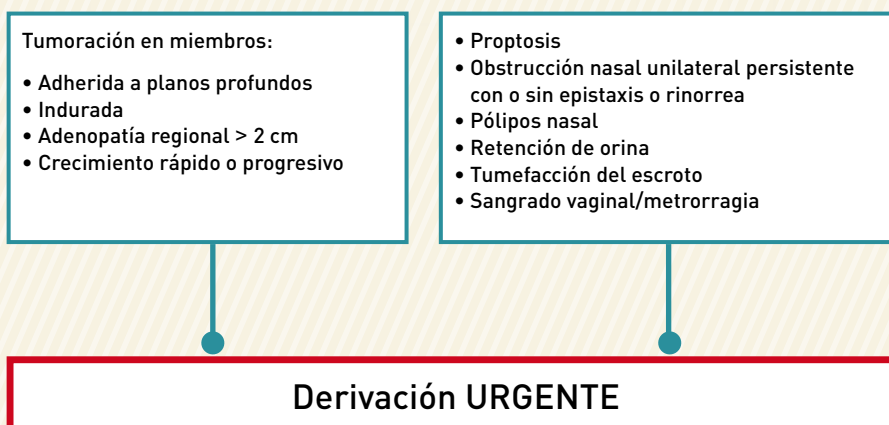 Tumoración en miembros:
• Adherida a planos profundos
• Indurada
• Adenopatía regional > 2 cm
• Crecimiento rápido o progresivo
• Proptosis
• Obstrucción nasal unilateral persistente
con o sin epistaxis o rinorrea
• Pólipos nasal
• Retención de orina
• Tumefacción del escroto
• Sangrado vaginal/metrorragia
Derivación URGENTE